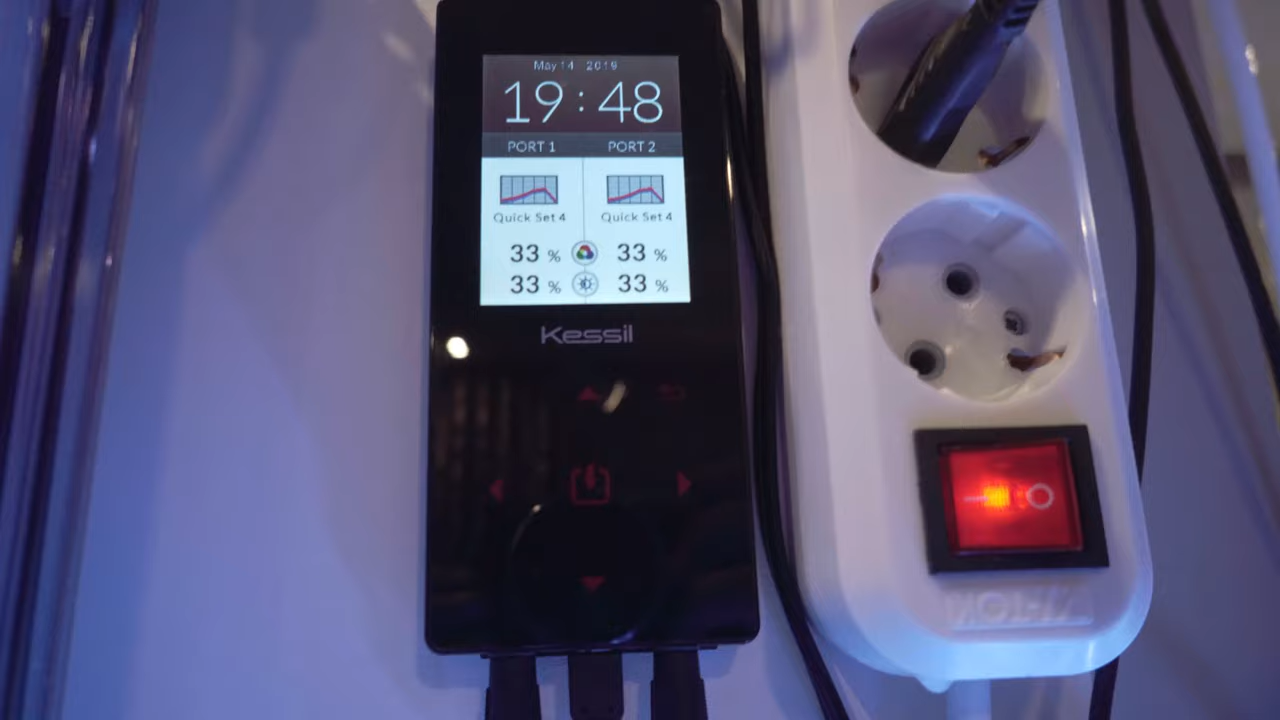 May 14 2019
19:48
PORT 1 PORT 2
Quick Set 4 Quick Set 4
33 % 33 %
33 % 33 %
Kessil